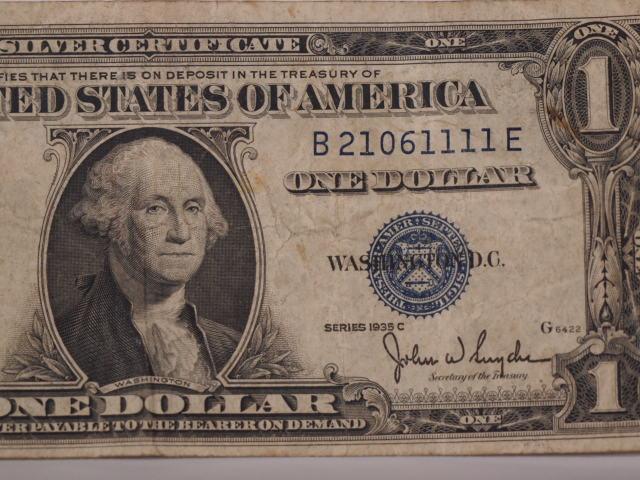 SILVER CERTIFICATE ONE
ONE
1
FIES THAT THERE IS ON DEPOSIT IN THE TREASURY OF
TED STATES OF AMERICA
B 21061111 E
ONE DOLLAR
WASHINGTON, D.C.
SERIES 1935 C
G 6422
John W Snyder
Secretary of the Treasury
WASHINGTON
ONE DOLLAR
ONE
1
ER PAYABLE TO THE BEARER ON DEMAND